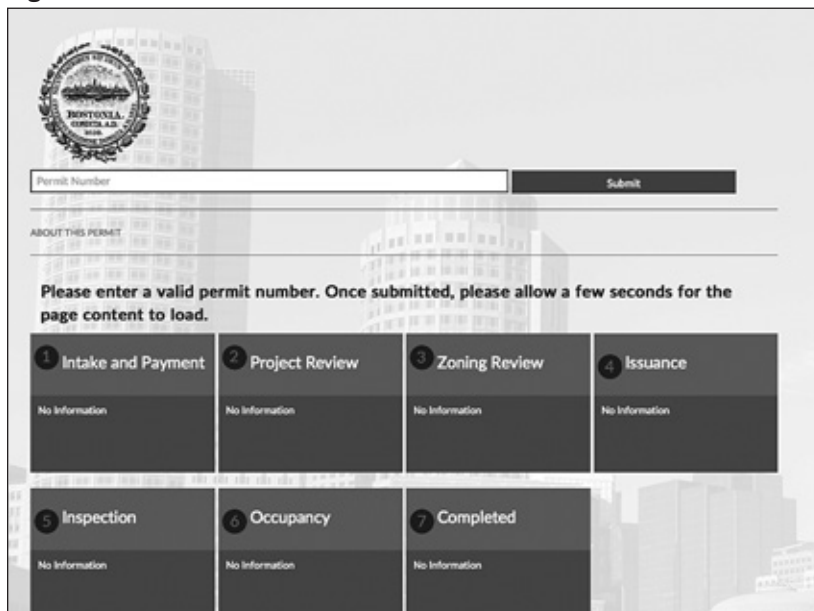 BOSTONIA.
CONDITA A.D.
1630.
Permit Number
Submit
ABOUT THIS PERMIT
Please enter a valid permit number. Once submitted, please allow a few seconds for the
page content to load.
1 Intake and Payment
2 Project Review
3 Zoning Review
4 Issuance
No Information
No Information
No Information
No Information
5 Inspection
6 Occupancy
7 Completed
No Information
No Information
No Information